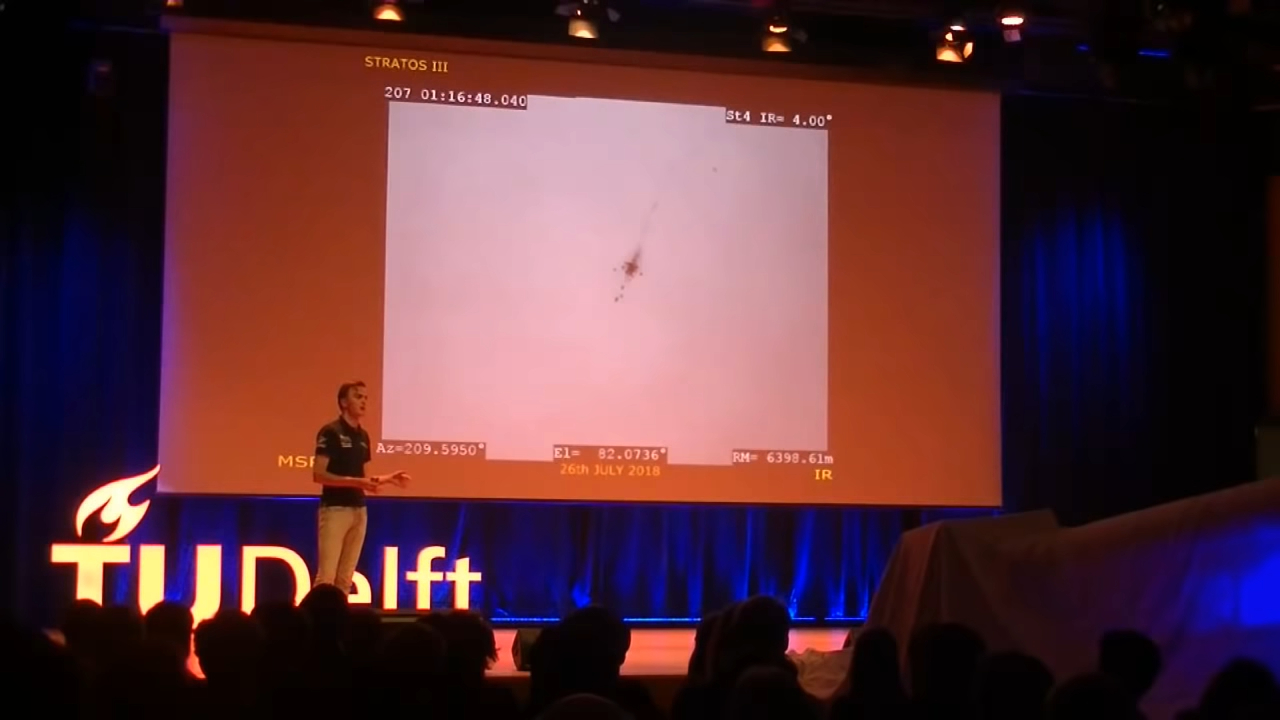 STRATOS III
207 01:16:48.040
St4 IR= 4.00°
Az=209.5950°
El= 82.0736°
RM= 6398.61m
MSP
26th JULY 2018
IR
TUDelft